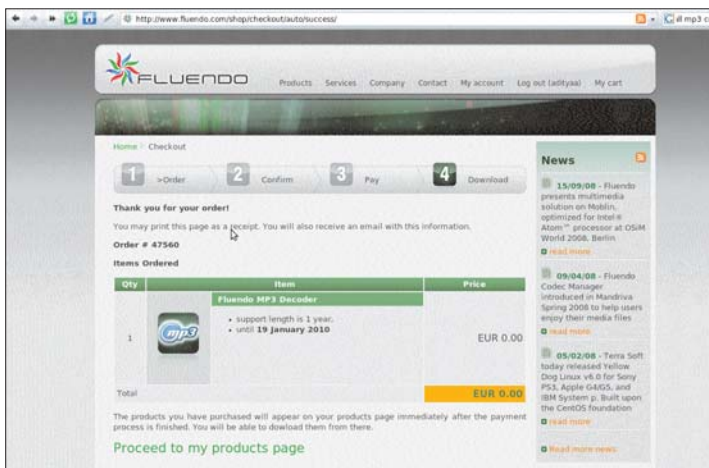 http://www.fluendo.com/shop/checkout/auto/success/
ill mp3 c
FLUENDO
Products Services Company Contact My account Log out (adityaa) My cart
Home Checkout
1 >Order 2 Confirm 3 Pay 4 Download
Thank you for your order!
You may print this page as a receipt. You will also receive an email with this information.
Order # 47560
Items Ordered
Qty Item Price
Fluendo MP3 Decoder
mp3
• support length is 1 year.
• until 19 January 2010
1
EUR 0.00
Total EUR 0.00
The products you have purchased will appear on your products page immediately after the payment
process is finished. You will be able to dowload them from there.
Proceed to my products page
News
15/09/08 - Fluendo
presents multimedia
solution on Moblin,
optimized for Intel®
Atom™ processor at OSiM
World 2008, Berlin
read more
09/04/08 - Fluendo
Codec Manager
introduced in Mandriva
Spring 2008 to help users
enjoy their media files
read more
05/02/08 - Terra Soft
today released Yellow
Dog Linux v6.0 for Sony
PS3, Apple G4/G5, and
IBM System p. Built upon
the CentOS foundation
read more
Read more news